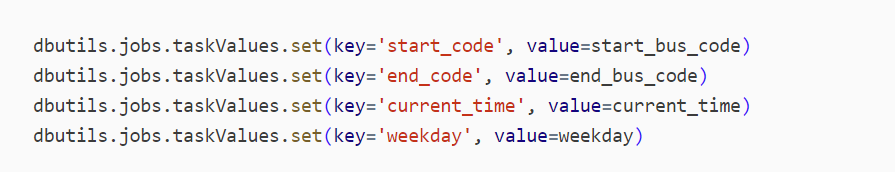 dbutils.jobs.taskValues.set(key='start_code', value=start_bus_code)
dbutils.jobs.taskValues.set(key='end_code', value=end_bus_code)
dbutils.jobs.taskValues.set(key='current_time', value=current_time)
dbutils.jobs.taskValues.set(key='weekday', value=weekday)